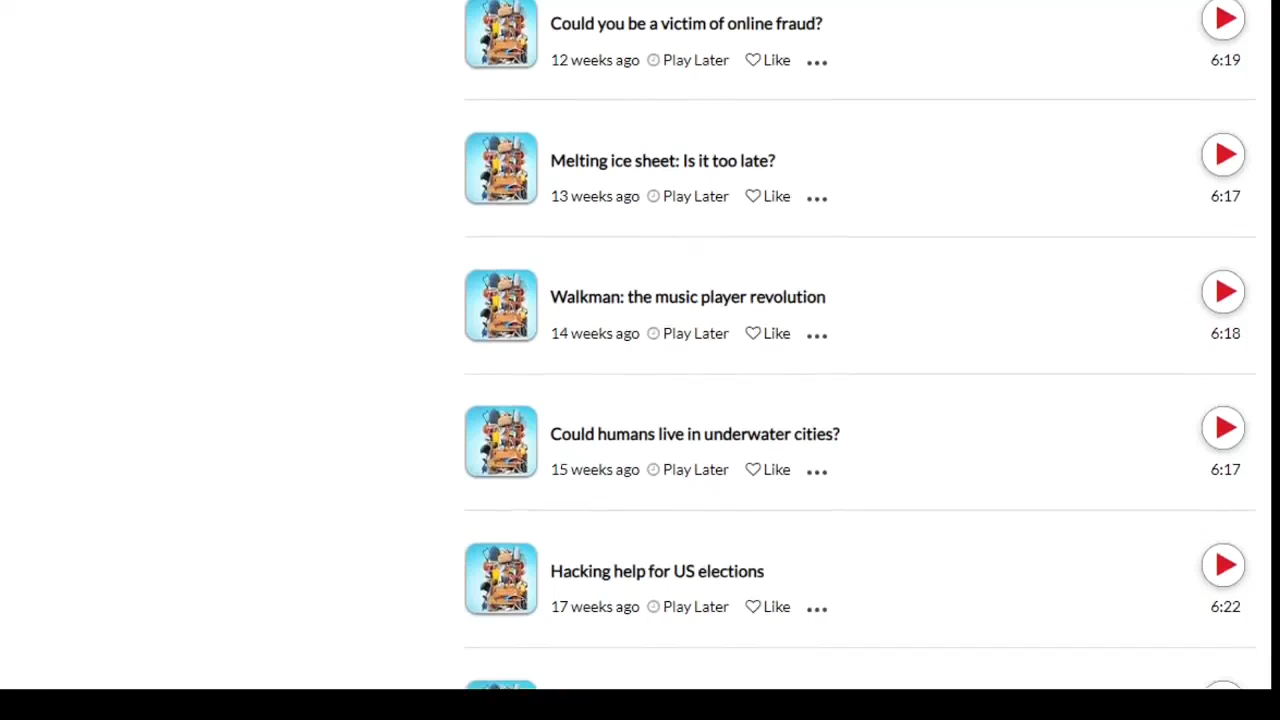 Could you be a victim of online fraud?
12 weeks ago Play Later Like ...
6:19
Melting ice sheet: Is it too late?
13 weeks ago Play Later Like ...
6:17
Walkman: the music player revolution
14 weeks ago Play Later Like ...
6:18
Could humans live in underwater cities?
15 weeks ago Play Later Like ...
6:17
Hacking help for US elections
17 weeks ago Play Later Like ...
6:22